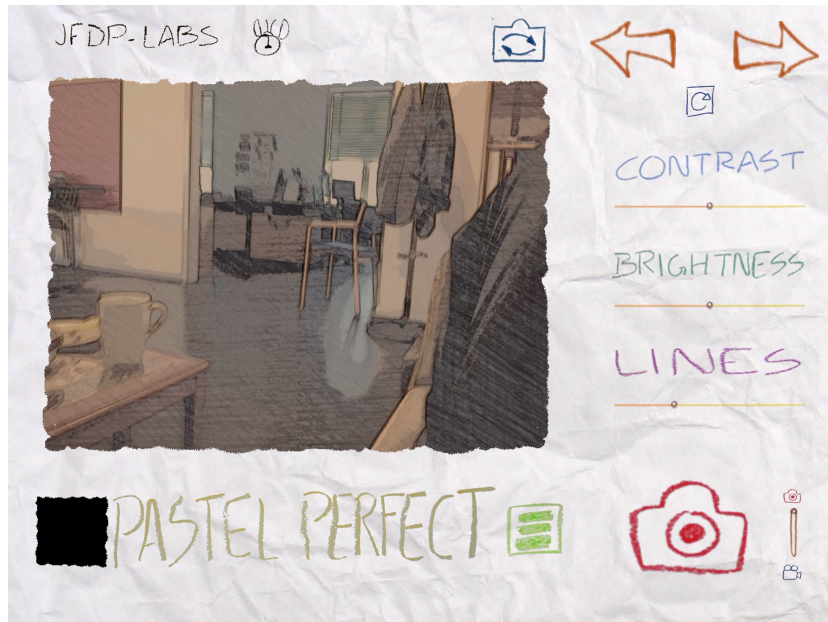 JFDP-LABS
CONTRAST
BRIGHTNESS
LINES
PASTEL PERFECT